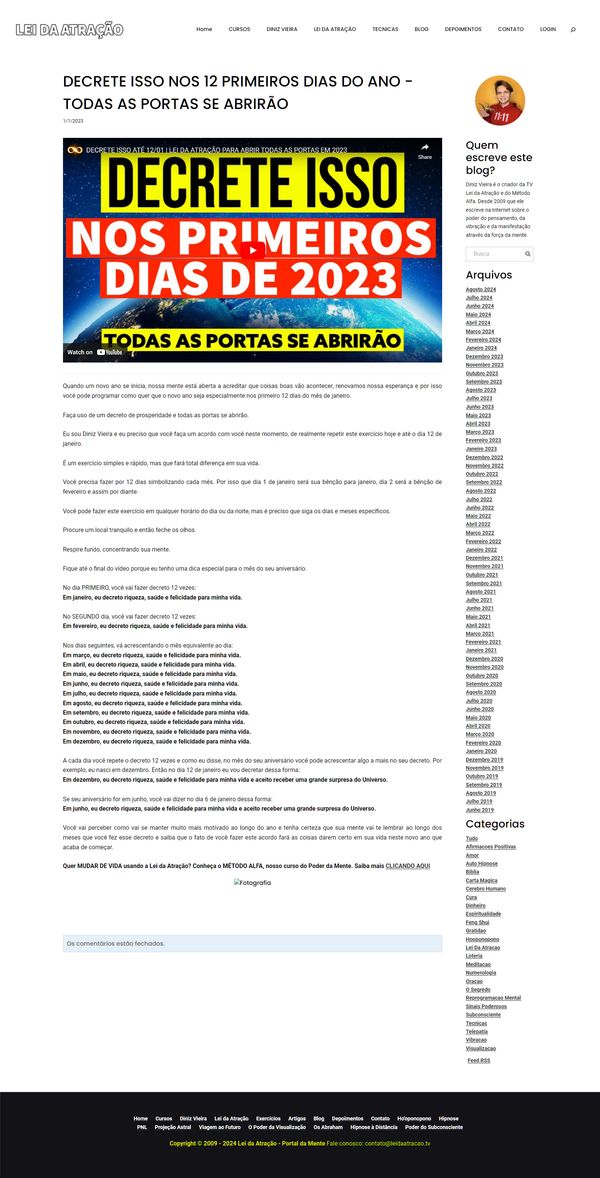 LEI DA ATRAÇÃO
Home CURSOS DINIZ VIEIRA LEI DA ATRAÇÃO TECNICAS BLOG DEPOIMENTOS CONTATO LOGIN
DECRETE ISSO NOS 12 PRIMEIROS DIAS DO ANO -
TODAS AS PORTAS SE ABRIRÃO
1/1/2023
DECRETE ISSO ATÉ 12/01 | LEI DA ATRAÇÃO PARA ABRIR TODAS AS PORTAS EM 2023
Share
DECRETE ISSO
NOS PRIMEIROS
DIAS DE 2023
TODAS AS PORTAS SE ABRIRÃO
Watch on YouTube
Quando um novo ano se inicia, nossa mente está aberta a acreditar que coisas boas vão acontecer, renovamos nossa esperança e por isso
você pode programar como quer que o novo ano seja especialmente nos primeiro 12 dias do mês de janeiro.
Faça uso de um decreto de prosperidade e todas as portas se abrirão.
Eu sou Diniz Vieira e eu preciso que você faça um acordo com você neste momento, de realmente repetir este exercício hoje e até o dia 12 de
janeiro.
É um exercício simples e rápido, mas que fará total diferença em sua vida.
Você precisa fazer por 12 dias simbolizando cada mês. Por isso que dia 1 de janeiro será sua bênção para janeiro, dia 2 será a bênção de
fevereiro e assim por diante.
Você pode fazer este exercício em qualquer horário do dia ou da noite, mas é preciso que siga os dias e meses específicos.
Procure um local tranquilo e então feche os olhos.
Respire fundo, concentrando sua mente.
Fique até o final do vídeo porque eu tenho uma dica especial para o mês do seu aniversário.
No dia PRIMEIRO, você vai fazer decreto 12 vezes:
Em janeiro, eu decreto riqueza, saúde e felicidade para minha vida.
No SEGUNDO dia, você vai fazer decreto 12 vezes:
Em fevereiro, eu decreto riqueza, saúde e felicidade para minha vida.
Nos dias seguintes, vá acrescentando o mês equivalente ao dia:
Em março, eu decreto riqueza, saúde e felicidade para minha vida.
Em abril, eu decreto riqueza, saúde e felicidade para minha vida.
Em maio, eu decreto riqueza, saúde e felicidade para minha vida.
Em junho, eu decreto riqueza, saúde e felicidade para minha vida.
Em julho, eu decreto riqueza, saúde e felicidade para minha vida.
Em agosto, eu decreto riqueza, saúde e felicidade para minha vida.
Em setembro, eu decreto riqueza, saúde e felicidade para minha vida.
Em outubro, eu decreto riqueza, saúde e felicidade para minha vida.
Em novembro, eu decreto riqueza, saúde e felicidade para minha vida.
Em dezembro, eu decreto riqueza, saúde e felicidade para minha vida.
A cada dia você repete o decreto 12 vezes e como eu disse, no mês do seu aniversário você pode acrescentar algo a mais no seu decreto. Por
exemplo, eu nasci em dezembro. Então no dia 12 de janeiro eu vou decretar dessa forma:
Em dezembro, eu decreto riqueza, saúde e felicidade para minha vida e aceito receber uma grande surpresa do Universo.
Se seu aniversário for em junho, você vai dizer no dia 6 de janeiro dessa forma:
Em junho, eu decreto riqueza, saúde e felicidade para minha vida e aceito receber uma grande surpresa do Universo.
Você vai perceber como vai se manter muito mais motivado ao longo do ano e tenha certeza que sua mente vai te lembrar ao longo dos
meses que você fez esse decreto e saiba que o fato de você fazer este acordo fará as coisas darem certo em sua vida neste novo ano que
acaba de começar.
Quer MUDAR DE VIDA usando a Lei da Atração? Conheça o MÉTODO ALFA, nosso curso do Poder da Mente. Saiba mais CLICANDO AQUI
Fotografia
Os comentários estão fechados.
11:11
Quem
escreve este
blog?
Diniz Vieira é o criador da TV
Lei da Atração e do Método
Alfa. Desde 2009 que ele
escreve na Internet sobre o
poder do pensamento, da
vibração e da manifestação
através da força da mente.
Busca
Arquivos
Agosto 2024
Julho 2024
Junho 2024
Maio 2024
Abril 2024
Março 2024
Fevereiro 2024
Janeiro 2024
Dezembro 2023
Novembro 2023
Outubro 2023
Setembro 2023
Agosto 2023
Julho 2023
Junho 2023
Maio 2023
Abril 2023
Março 2023
Fevereiro 2023
Janeiro 2023
Dezembro 2022
Novembro 2022
Outubro 2022
Setembro 2022
Agosto 2022
Julho 2022
Junho 2022
Maio 2022
Abril 2022
Março 2022
Fevereiro 2022
Janeiro 2022
Dezembro 2021
Novembro 2021
Outubro 2021
Setembro 2021
Agosto 2021
Julho 2021
Junho 2021
Maio 2021
Abril 2021
Março 2021
Fevereiro 2021
Janeiro 2021
Dezembro 2020
Novembro 2020
Outubro 2020
Setembro 2020
Agosto 2020
Julho 2020
Junho 2020
Maio 2020
Abril 2020
Março 2020
Fevereiro 2020
Janeiro 2020
Dezembro 2019
Novembro 2019
Outubro 2019
Setembro 2019
Agosto 2019
Julho 2019
Junho 2019
Categorias
Tudo
Afirmacoes Positivas
Amor
Auto Hipnose
Biblia
Carta Magica
Cerebro Humano
Cura
Dinheiro
Espiritualidade
Feng Shui
Gratidao
Hooponopono
Lei Da Atracao
Loteria
Meditacao
Numerologia
Oracao
O Segredo
Reprogramacao Mental
Sinais Poderosos
Subconsciente
Tecnicas
Telepatia
Vibracao
Visualizacao
Feed RSS
Home Cursos Diniz Vieira Lei da Atração Exercícios Artigos Blog Depoimentos Contato Ho'oponopono Hipnose
PNL Projeção Astral Viagem ao Futuro O Poder da Visualização Os Abraham Hipnose à Distância Poder do Subconsciente
Copyright © 2009 - 2024 Lei da Atração - Portal da Mente Fale conosco: contato@leidaatracao.tv